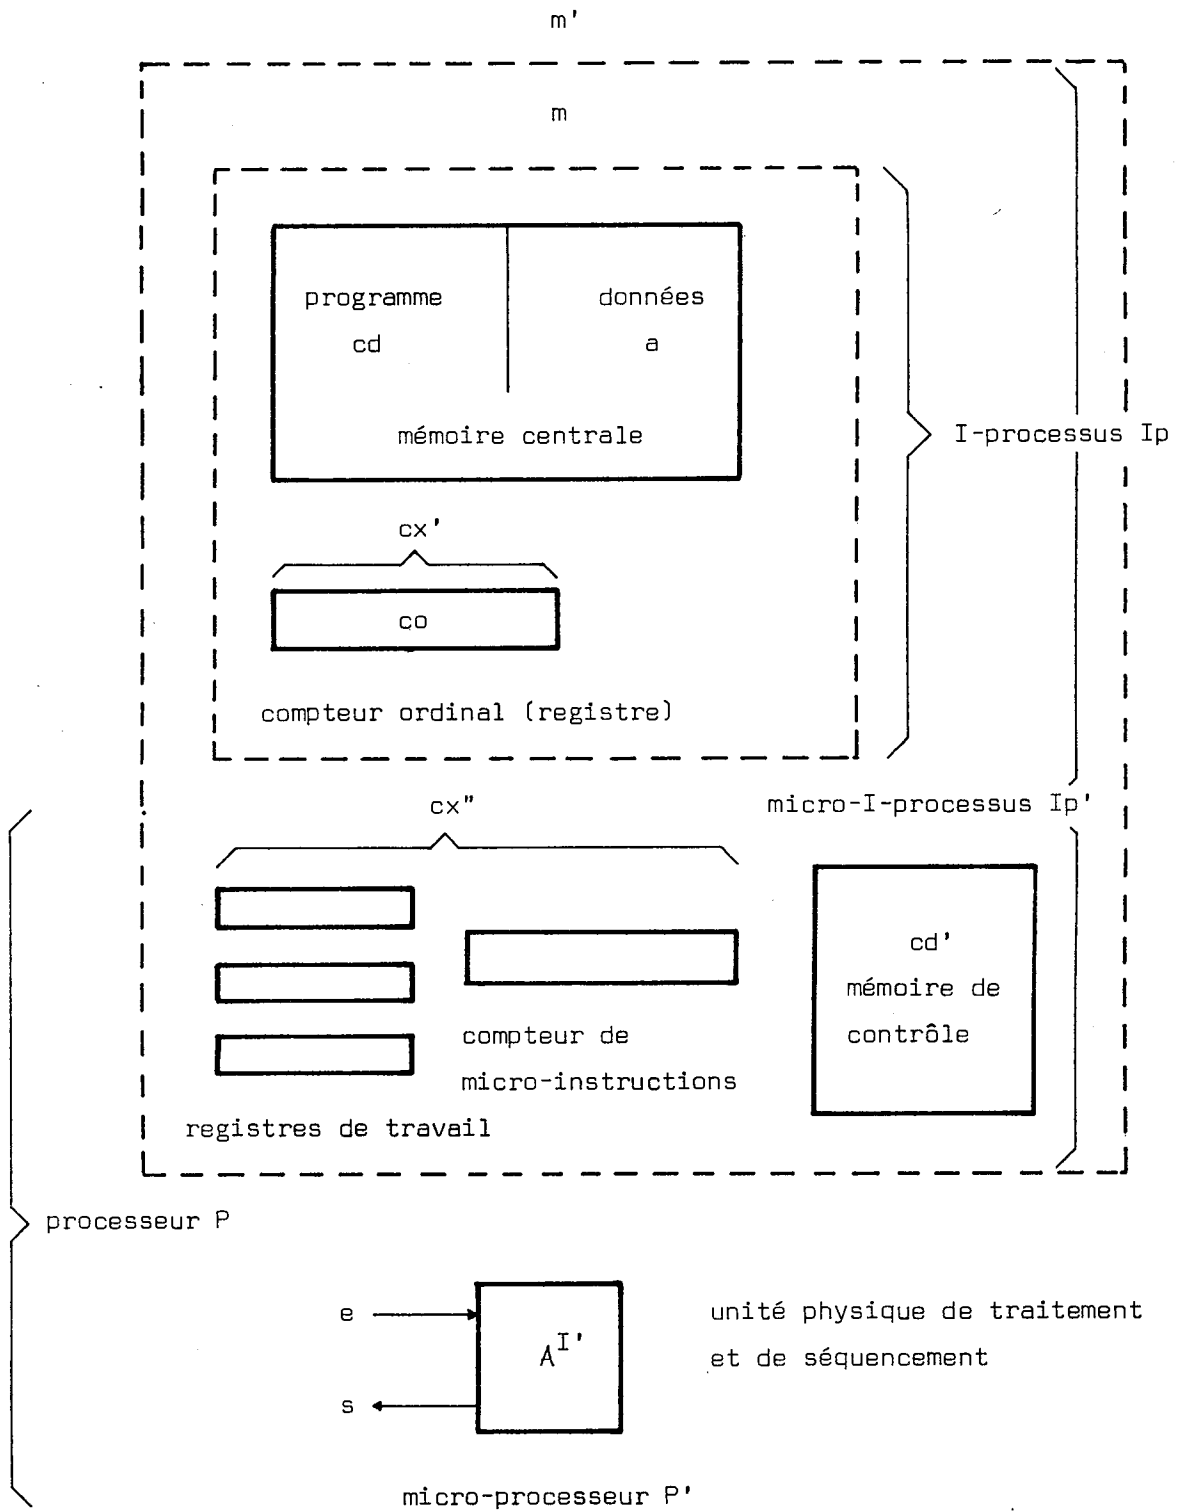 m'
m
programme
données
cd
a
mémoire centrale
I-processus Ip
cx'
co
compteur ordinal (registre)
cx"
micro-I-processus Ip'
cd'
mémoire de
contrôle
compteur de
micro-instructions
registres de travail
processeur P
e
A^I'
s
unité physique de traitement
et de séquencement
micro-processeur P'